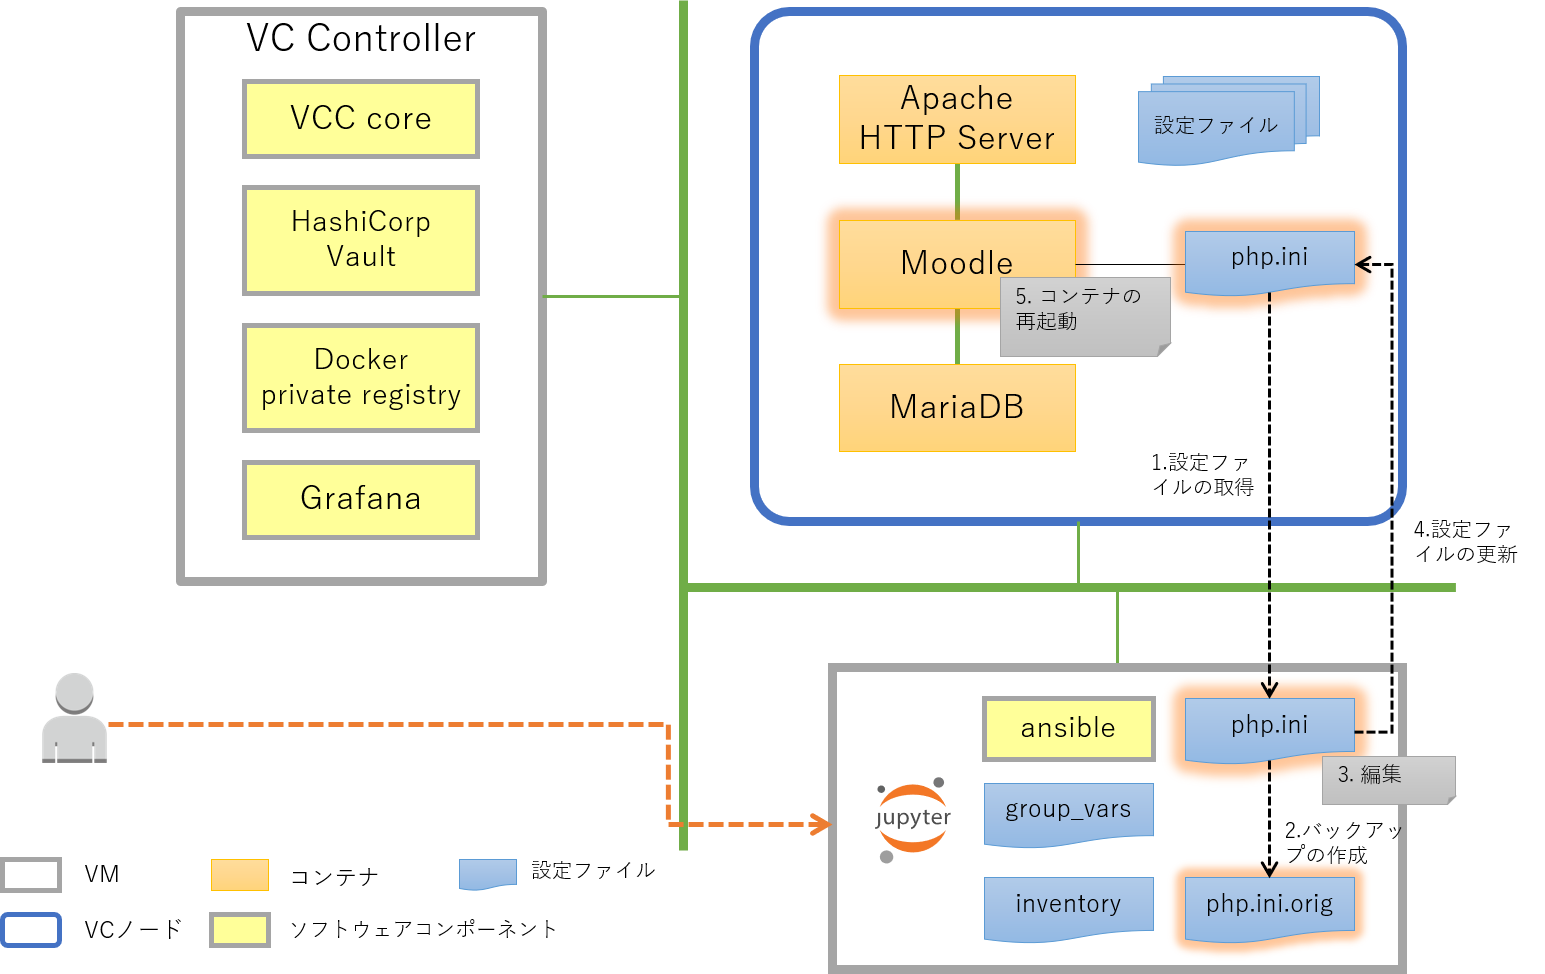 VC Controller
VCC core
HashiCorp
Vault
Docker
private registry
Grafana
Apache
HTTP Server
設定ファイル
Moodle
php.ini
5. コンテナの
再起動
MariaDB
1.設定ファ
イルの取得
4.設定ファ
イルの更新
ansible
php.ini
3. 編集
jupyter
group_vars
2.バックアッ
プの作成
inventory
php.ini.orig
VM
コンテナ
設定ファイル
VCノード
ソフトウェアコンポーネント